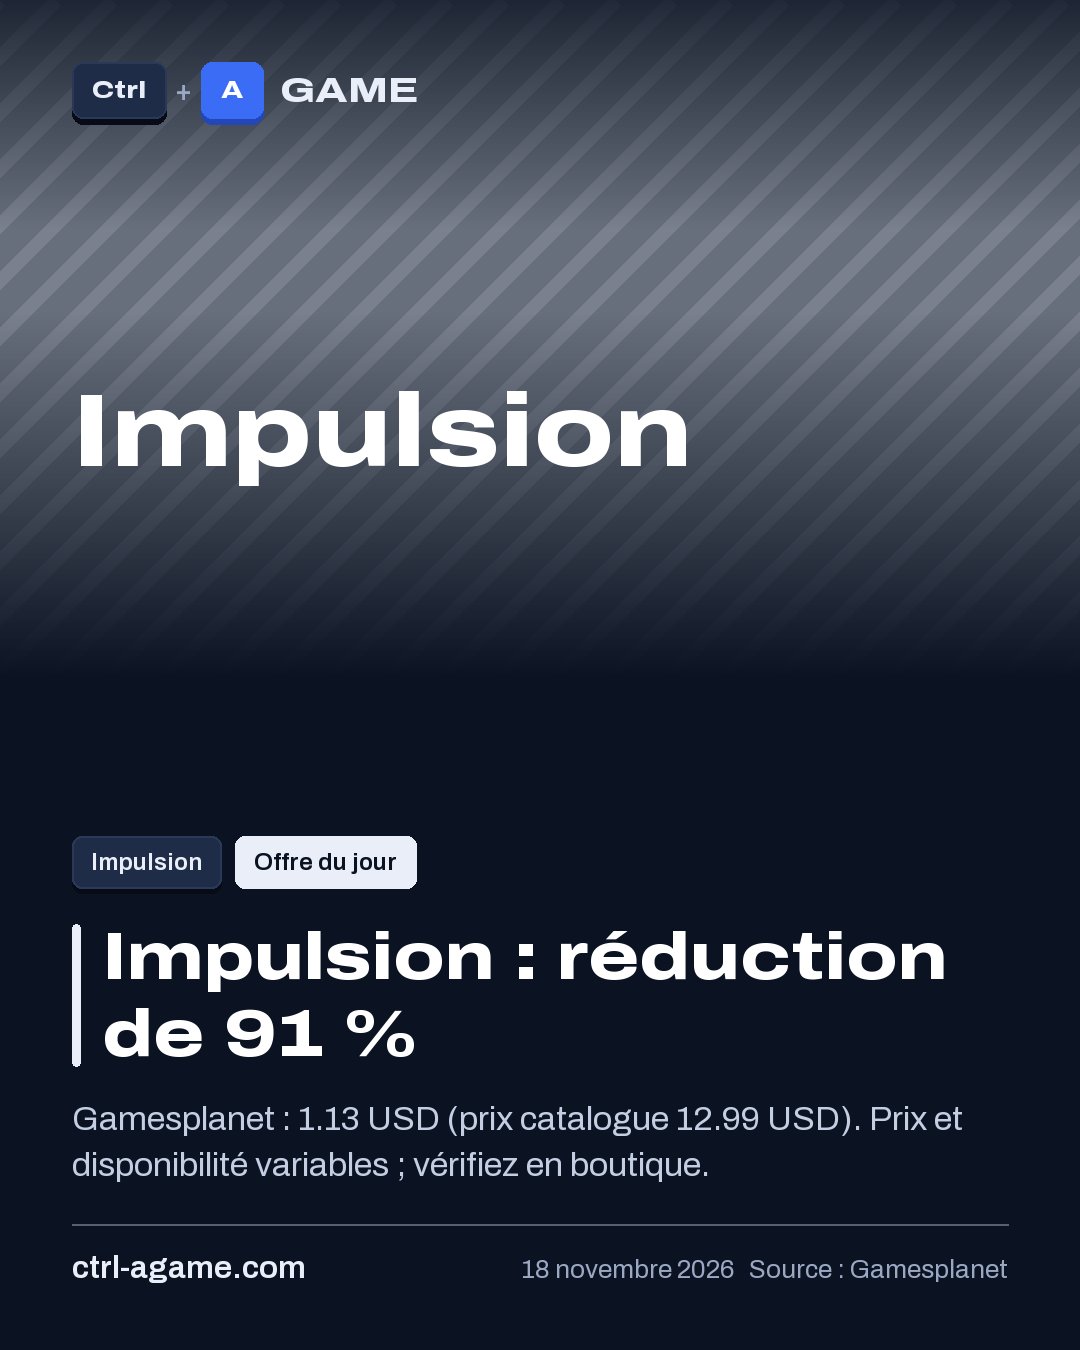 Ctrl + A GAME
Impulsion
Impulsion Offre du jour
Impulsion : réduction
de 91 %
Gamesplanet : 1.13 USD (prix catalogue 12.99 USD). Prix et
disponibilité variables ; vérifiez en boutique.
ctrl-agame.com 18 novembre 2026 Source : Gamesplanet